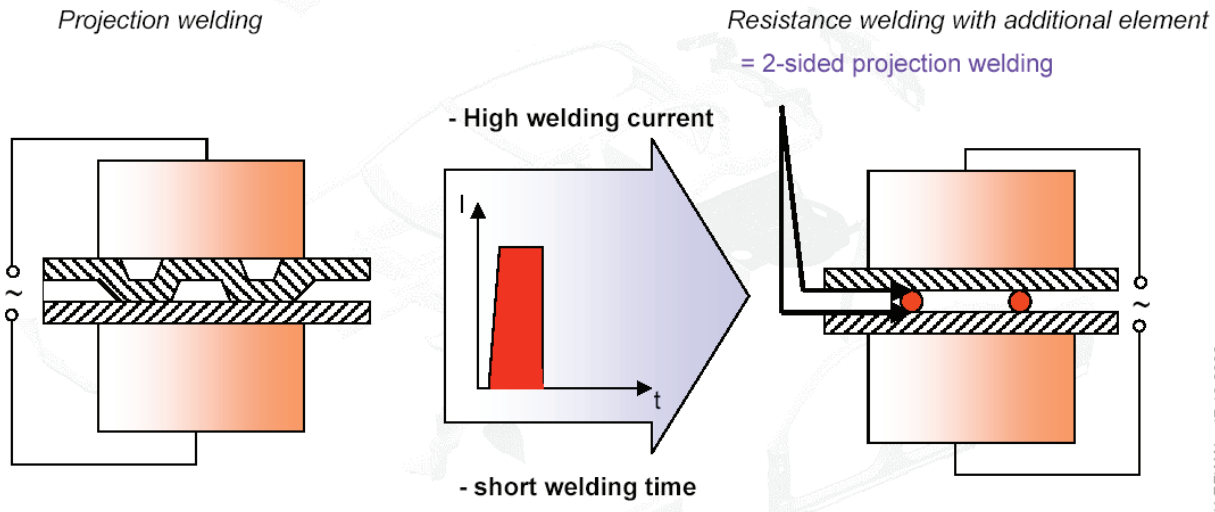 Projection welding
Resistance welding with additional element
= 2-sided projection welding
- High welding current
I
t
~
~
- short welding time